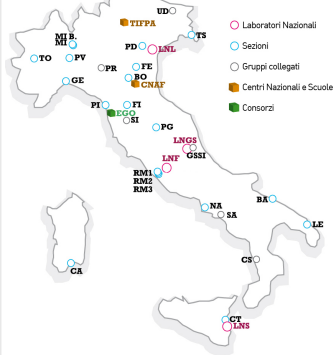 UD
TIFPA
Laboratori Nazionali
Sezioni
Gruppi collegati
Centri Nazionali e Scuole
Consorzi
MI B.
MI
PD
LNL
TS
TO
PV
PR
FE
BO
CNAF
GE
PI
FI
EGO
SI
PG
LNGS
GSSI
LNF
RM1
RM2
RM3
NA
SA
BA
LE
CA
CS
CT
LNS